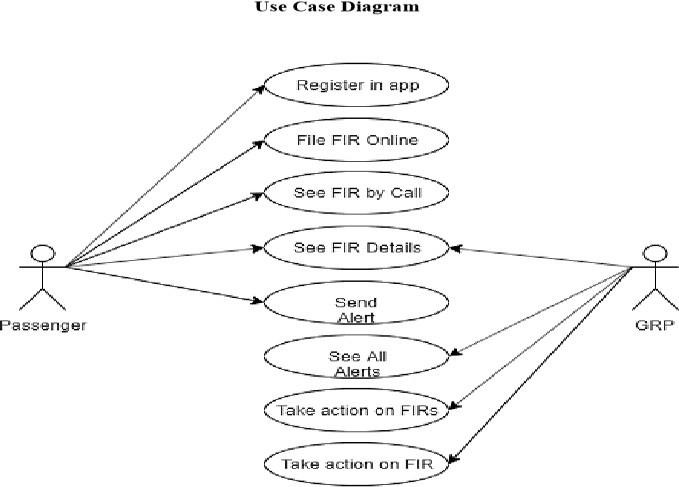 Use Case Diagram
Register in app
File FIR Online
See FIR by Call
See FIR Details
Passenger
GRP
Send
Alert
See All
Alerts
Take action on FIRs
Take action on FIR